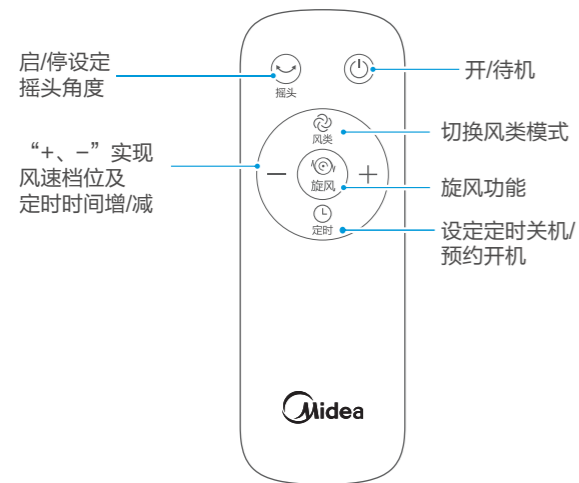 启/停设定
摇头角度
摇头
开/待机
风类
切换风类模式
“+、-”实现
风速档位及
定时时间增/减
— 旋风 +
旋风功能
定时
设定定时关机/
预约开机
Midea